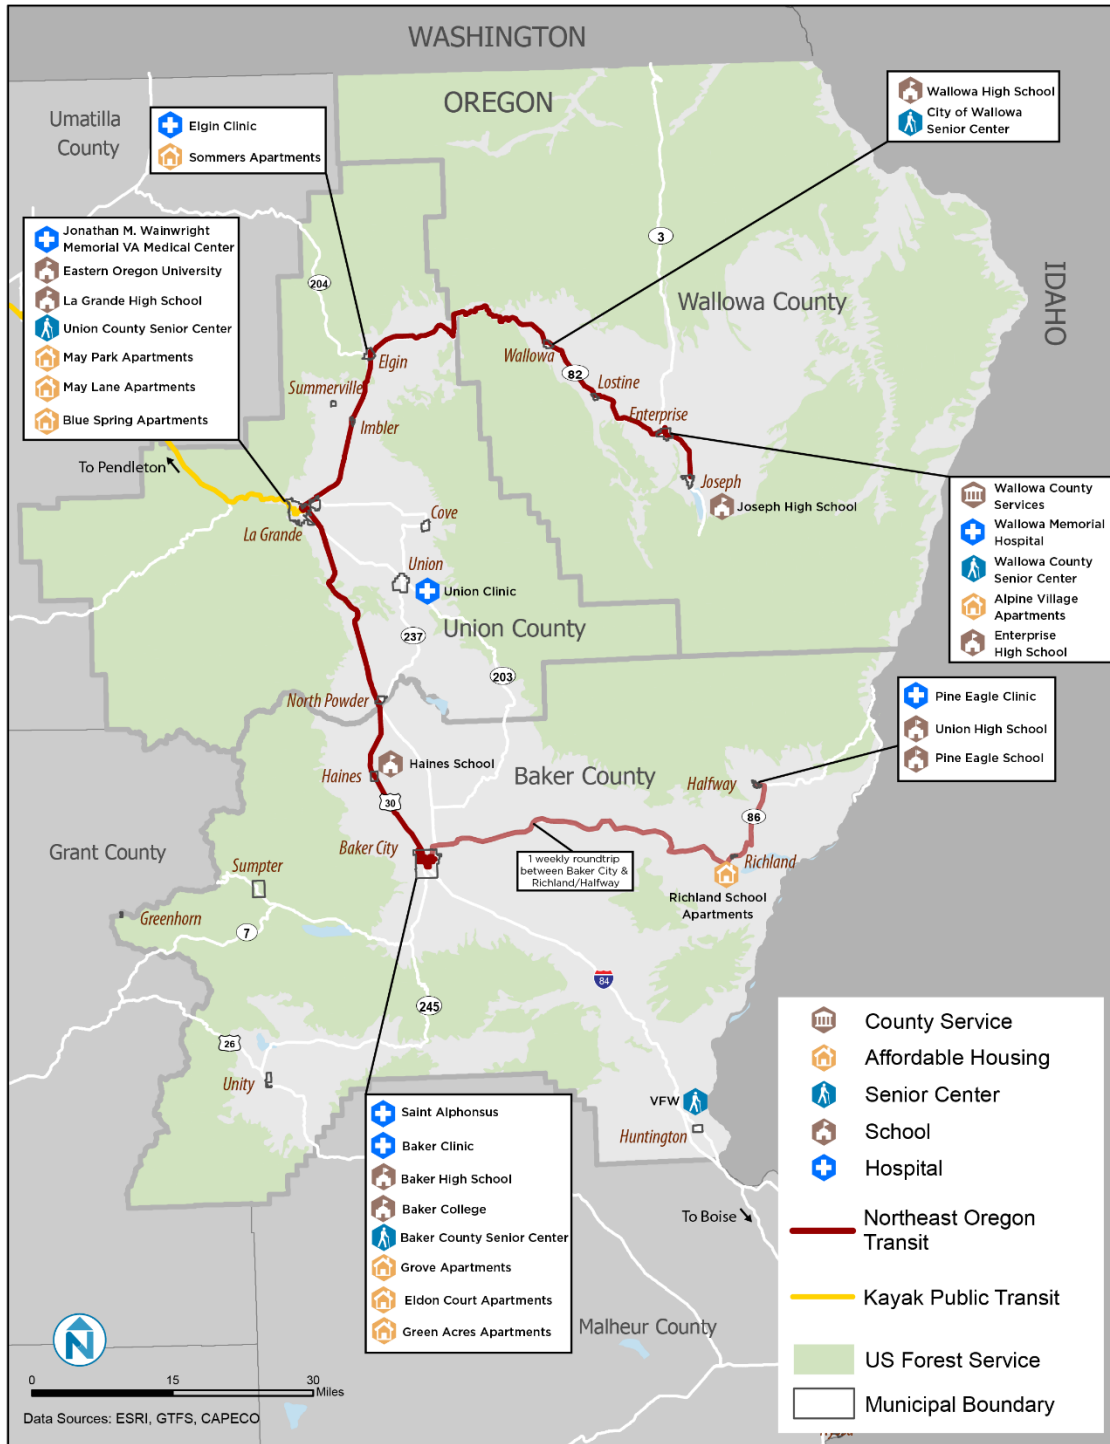 WASHINGTON
OREGON
IDAHO
Umatilla
County
Elgin Clinic
Sommers Apartments
Wallowa High School
City of Wallowa
Senior Center
Jonathan M. Wainwright
Memorial VA Medical Center
Eastern Oregon University
La Grande High School
Union County Senior Center
May Park Apartments
May Lane Apartments
Blue Spring Apartments
204
3
Wallowa County
Elgin
Wallowa
82
Lostine
Summerville
Imbler
Enterprise
To Pendleton
Joseph
Joseph High School
Wallowa County
Services
Wallowa Memorial
Hospital
Wallowa County
Senior Center
Alpine Village
Apartments
Enterprise
High School
La Grande
Cove
Union
Union Clinic
Union County
237
203
North Powder
Pine Eagle Clinic
Union High School
Pine Eagle School
Haines
Haines School
Baker County
Halfway
30
86
Baker City
1 weekly roundtrip
between Baker City &
Richland/Halfway
Richland
Richland School
Apartments
Grant County
Sumpter
Greenhorn
7
84
245
26
Unity
VFW
Huntington
To Boise
Saint Alphonsus
Baker Clinic
Baker High School
Baker College
Baker County Senior Center
Grove Apartments
Eldon Court Apartments
Green Acres Apartments
Malheur County
County Service
Affordable Housing
Senior Center
School
Hospital
Northeast Oregon
Transit
Kayak Public Transit
US Forest Service
Municipal Boundary
N
0 15 30
Miles
Data Sources: ESRI, GTFS, CAPECO